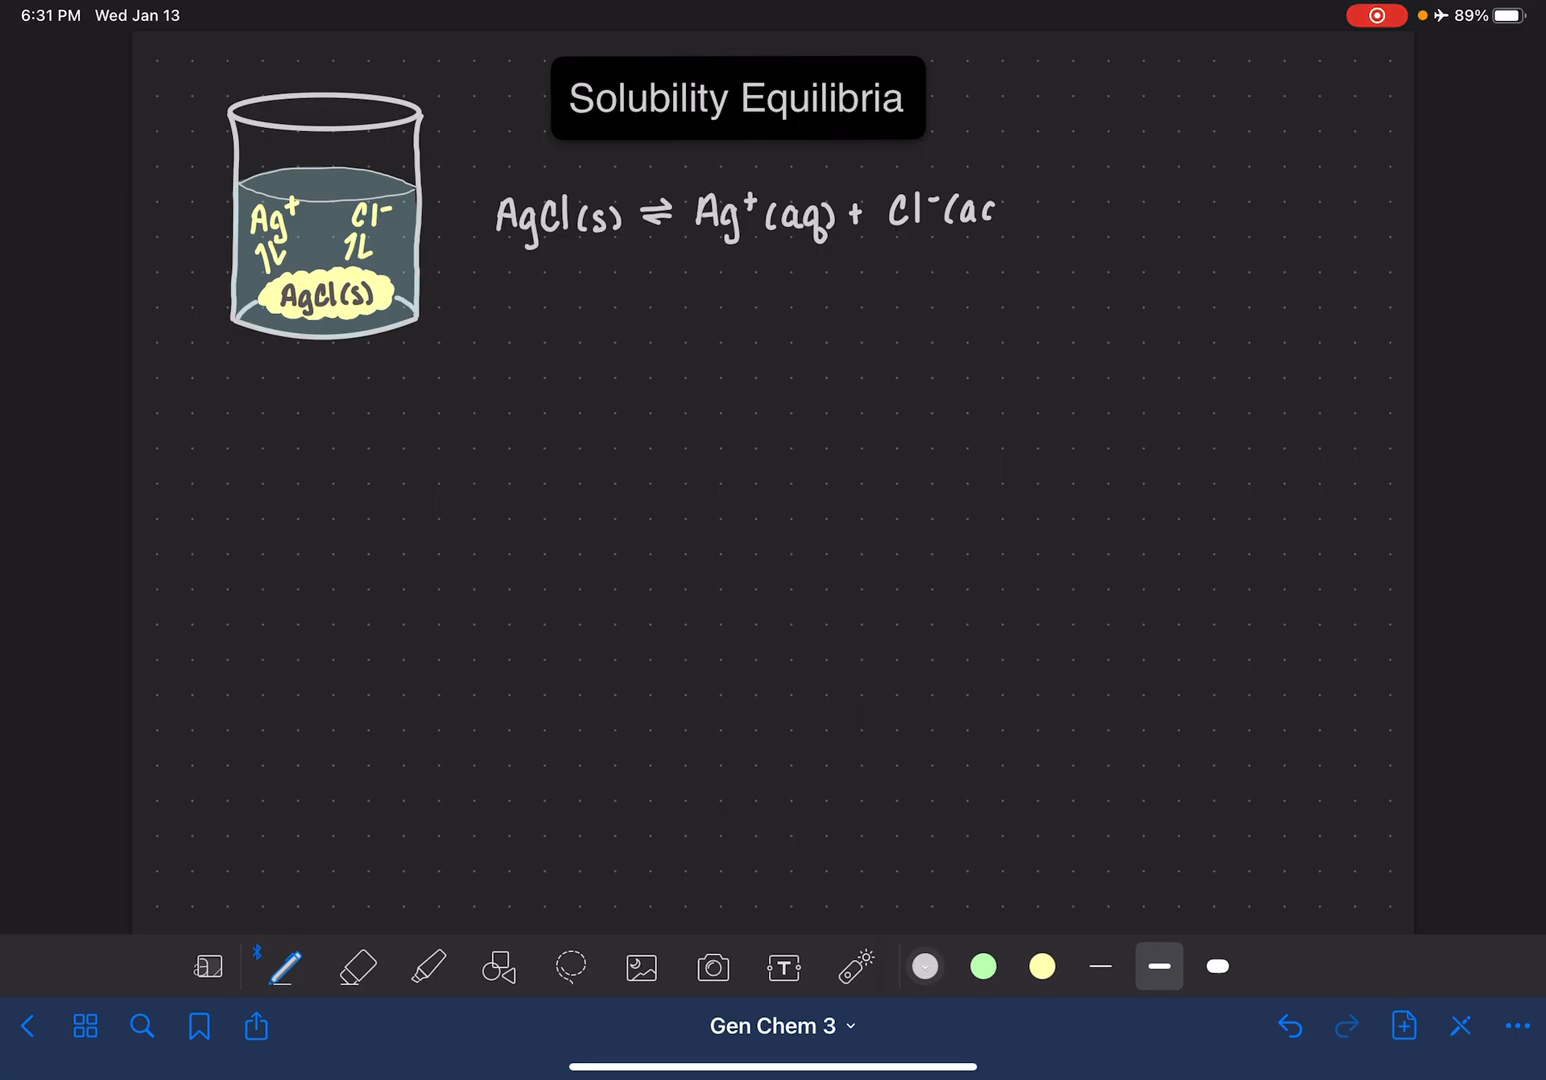 6:31 PM Wed Jan 13
89%
Solubility Equilibria
AgCl(s) ⇌ Ag⁺(aq) + Cl⁻(ac
Ag⁺ Cl⁻
⥮ ⥮
AgCl(s)
T
Gen Chem 3